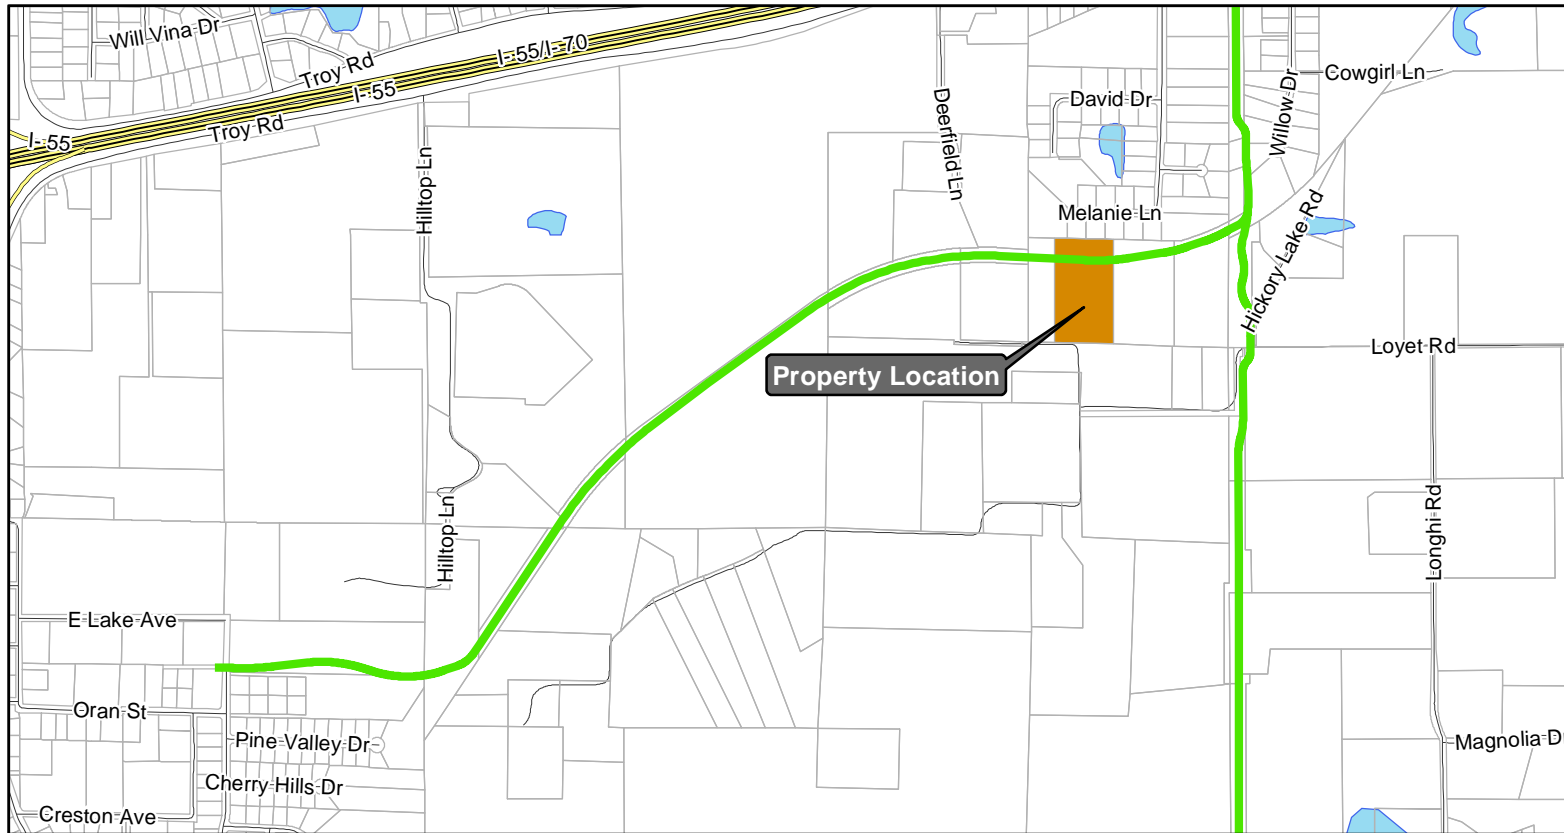 Will Vina Dr
Troy Rd
I-55/I-70
I-55
Troy Rd
I-55
Hilltop Ln
Deerfield Ln
David Dr
Willow Dr
Cowgirl Ln
Melanie Ln
Hickory Lake Rd
Loyet Rd
Property Location
Longhi Rd
Hilltop Ln
E Lake Ave
Oran St
Pine Valley Dr
Cherry Hills Dr
Creston Ave
Magnolia D